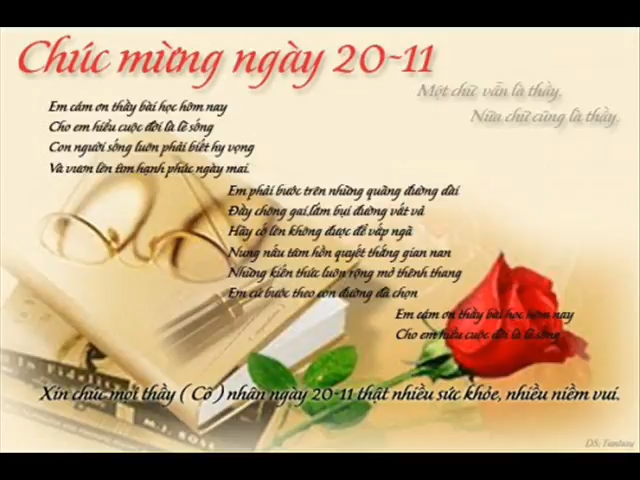 Chúc mừng ngày 20-11
Một chữ vẫn là thầy.
Nữa chữ cũng là thầy.
Em cám ơn thầy bài học hôm nay
Cho em hiểu cuộc đời là lẽ sống
Con người sống luôn phải biết hy vọng
Và vươn lên tìm hạnh phúc ngày mai.
Em phải bước trên những quãng đường dài
Đầy chông gai,lắm bụi đường vất vả
Hãy cố lên không được để vấp ngã
Nung nấu tâm hồn quyết thắng gian nan
Những kiến thức luôn rộng mở thênh thang
Em cứ bước theo con đường đã chọn
Em cám ơn thầy bài học hôm nay
Cho em hiểu cuộc đời là lẽ sống
Xin chúc mọi thầy ( Cô ) nhân ngày 20-11 thật nhiều sức khỏe, nhiều niềm vui.
DS: Fantasy